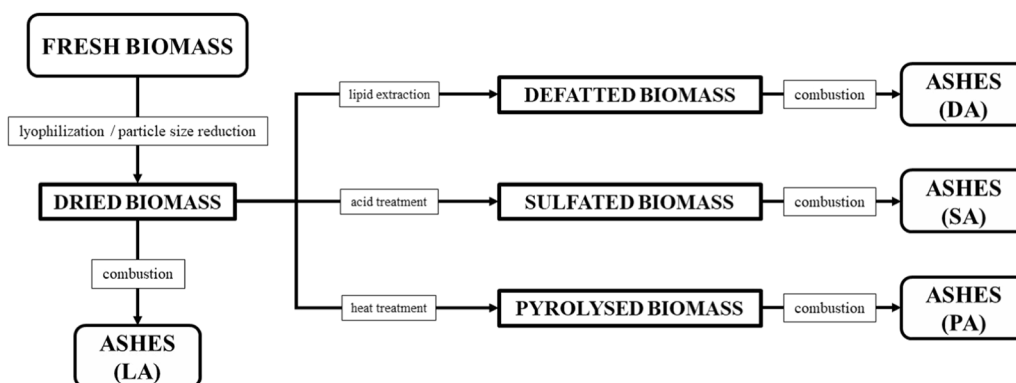 FRESH BIOMASS
lyophilization / particle size reduction
DRIED BIOMASS
combustion
ASHES
(LA)
lipid extraction
DEFATTED BIOMASS
combustion
ASHES
(DA)
acid treatment
SULFATED BIOMASS
combustion
ASHES
(SA)
heat treatment
PYROLYSED BIOMASS
combustion
ASHES
(PA)